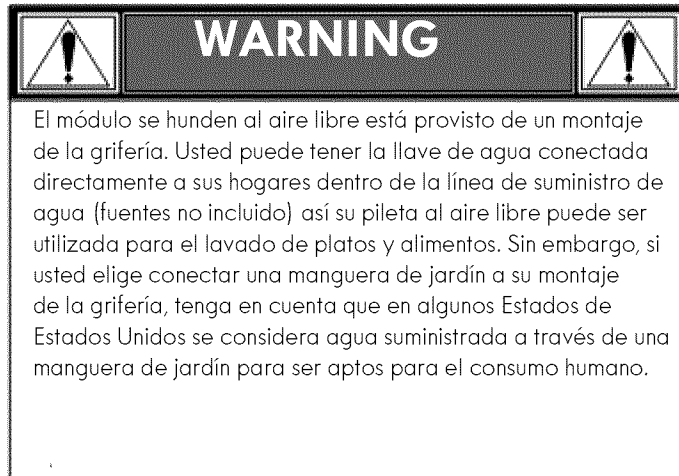 WARNING
El módulo se hunden al aire libre está provisto de un montaje
de la grifería. Usted puede tener la llave de agua conectada
directamente a sus hogares dentro de la línea de suministro de
agua (fuentes no incluido) así su pileta al aire libre puede ser
utilizada para el lavado de platos y alimentos. Sin embargo, si
usted elige conectar una manguera de jardín a su montaje
de la grifería, tenga en cuenta que en algunos Estados de
Estados Unidos se considera agua suministrada a través de una
manguera de jardín para ser aptos para el consumo humano.